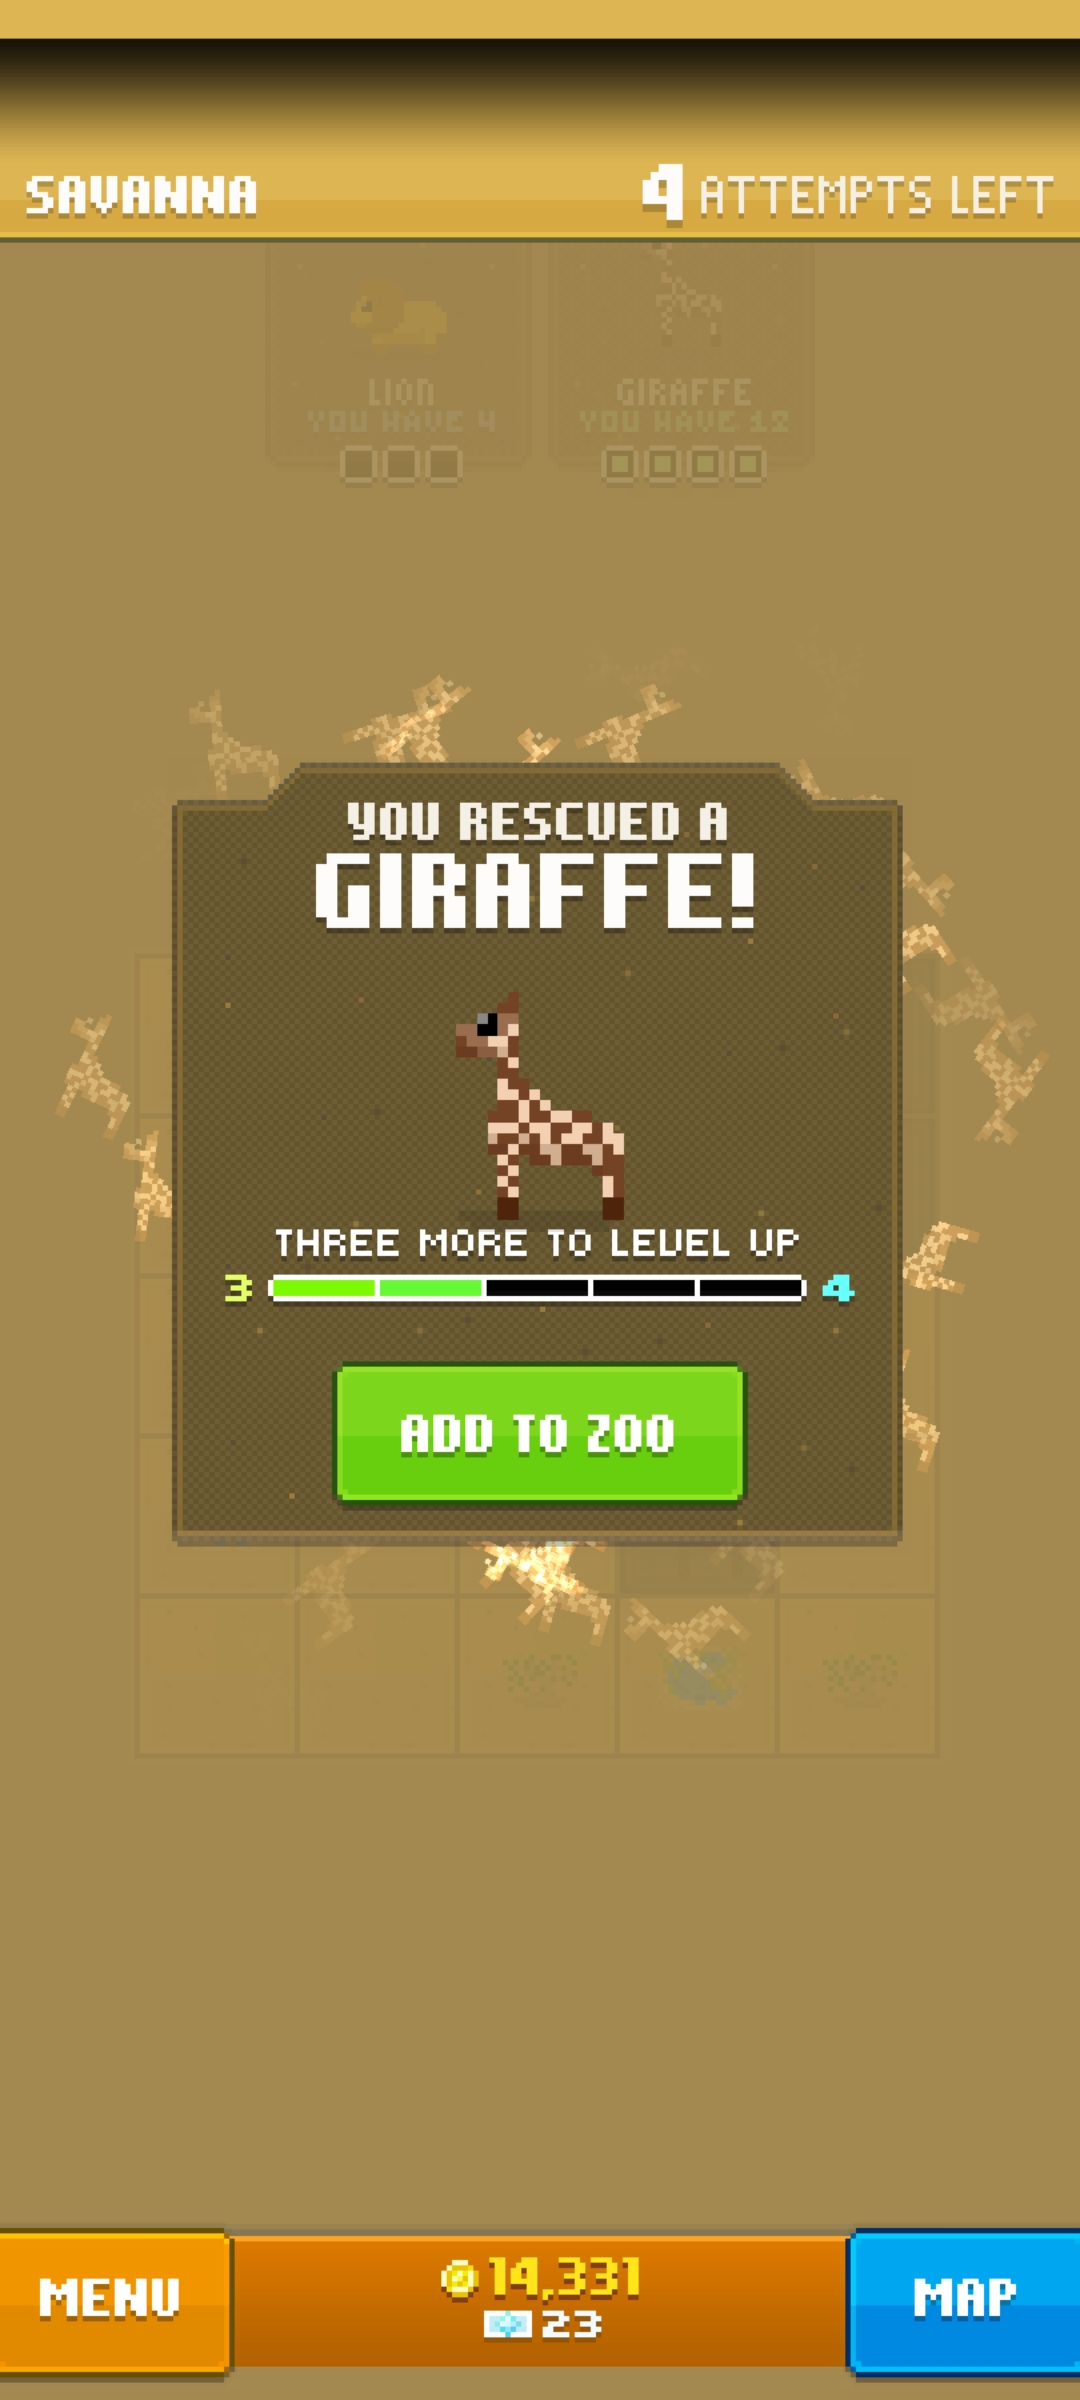 SAVANNA
4 ATTEMPTS LEFT
LION
YOU HAVE 4
GIRAFFE
YOU HAVE 18
YOU RESCUED A
GIRAFFE!
THREE MORE TO LEVEL UP
3
4
ADD TO ZOO
MENU
14,331
23
MAP